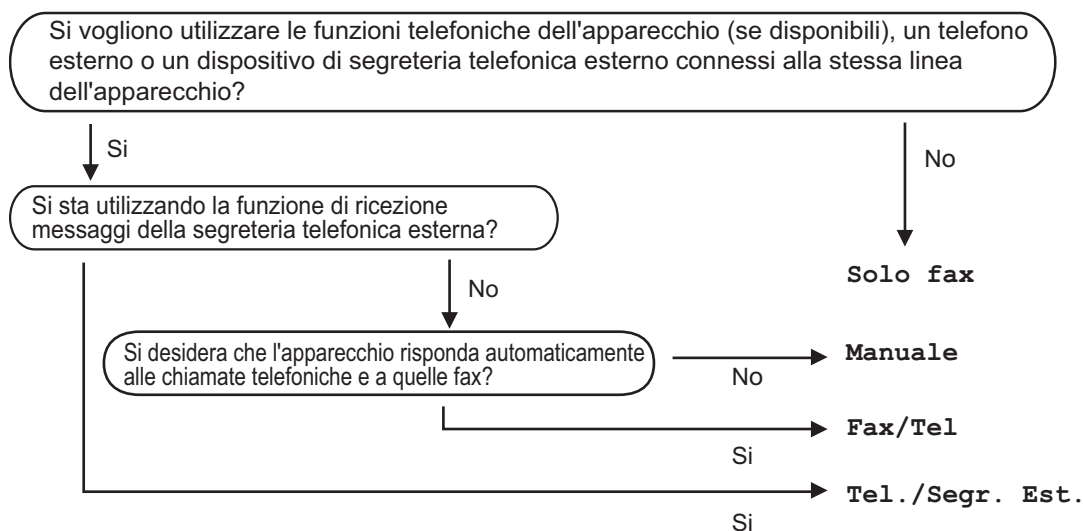 Si vogliono utilizzare le funzioni telefoniche dell'apparecchio (se disponibili), un telefono
esterno o un dispositivo di segreteria telefonica esterno connessi alla stessa linea
dell'apparecchio?
Si
No
Si sta utilizzando la funzione di ricezione
messaggi della segreteria telefonica esterna?
Solo fax
No
Si desidera che l'apparecchio risponda automaticamente
alle chiamate telefoniche e a quelle fax?
No
Manuale
Si
Fax/Tel
Si
Tel./Segr. Est.